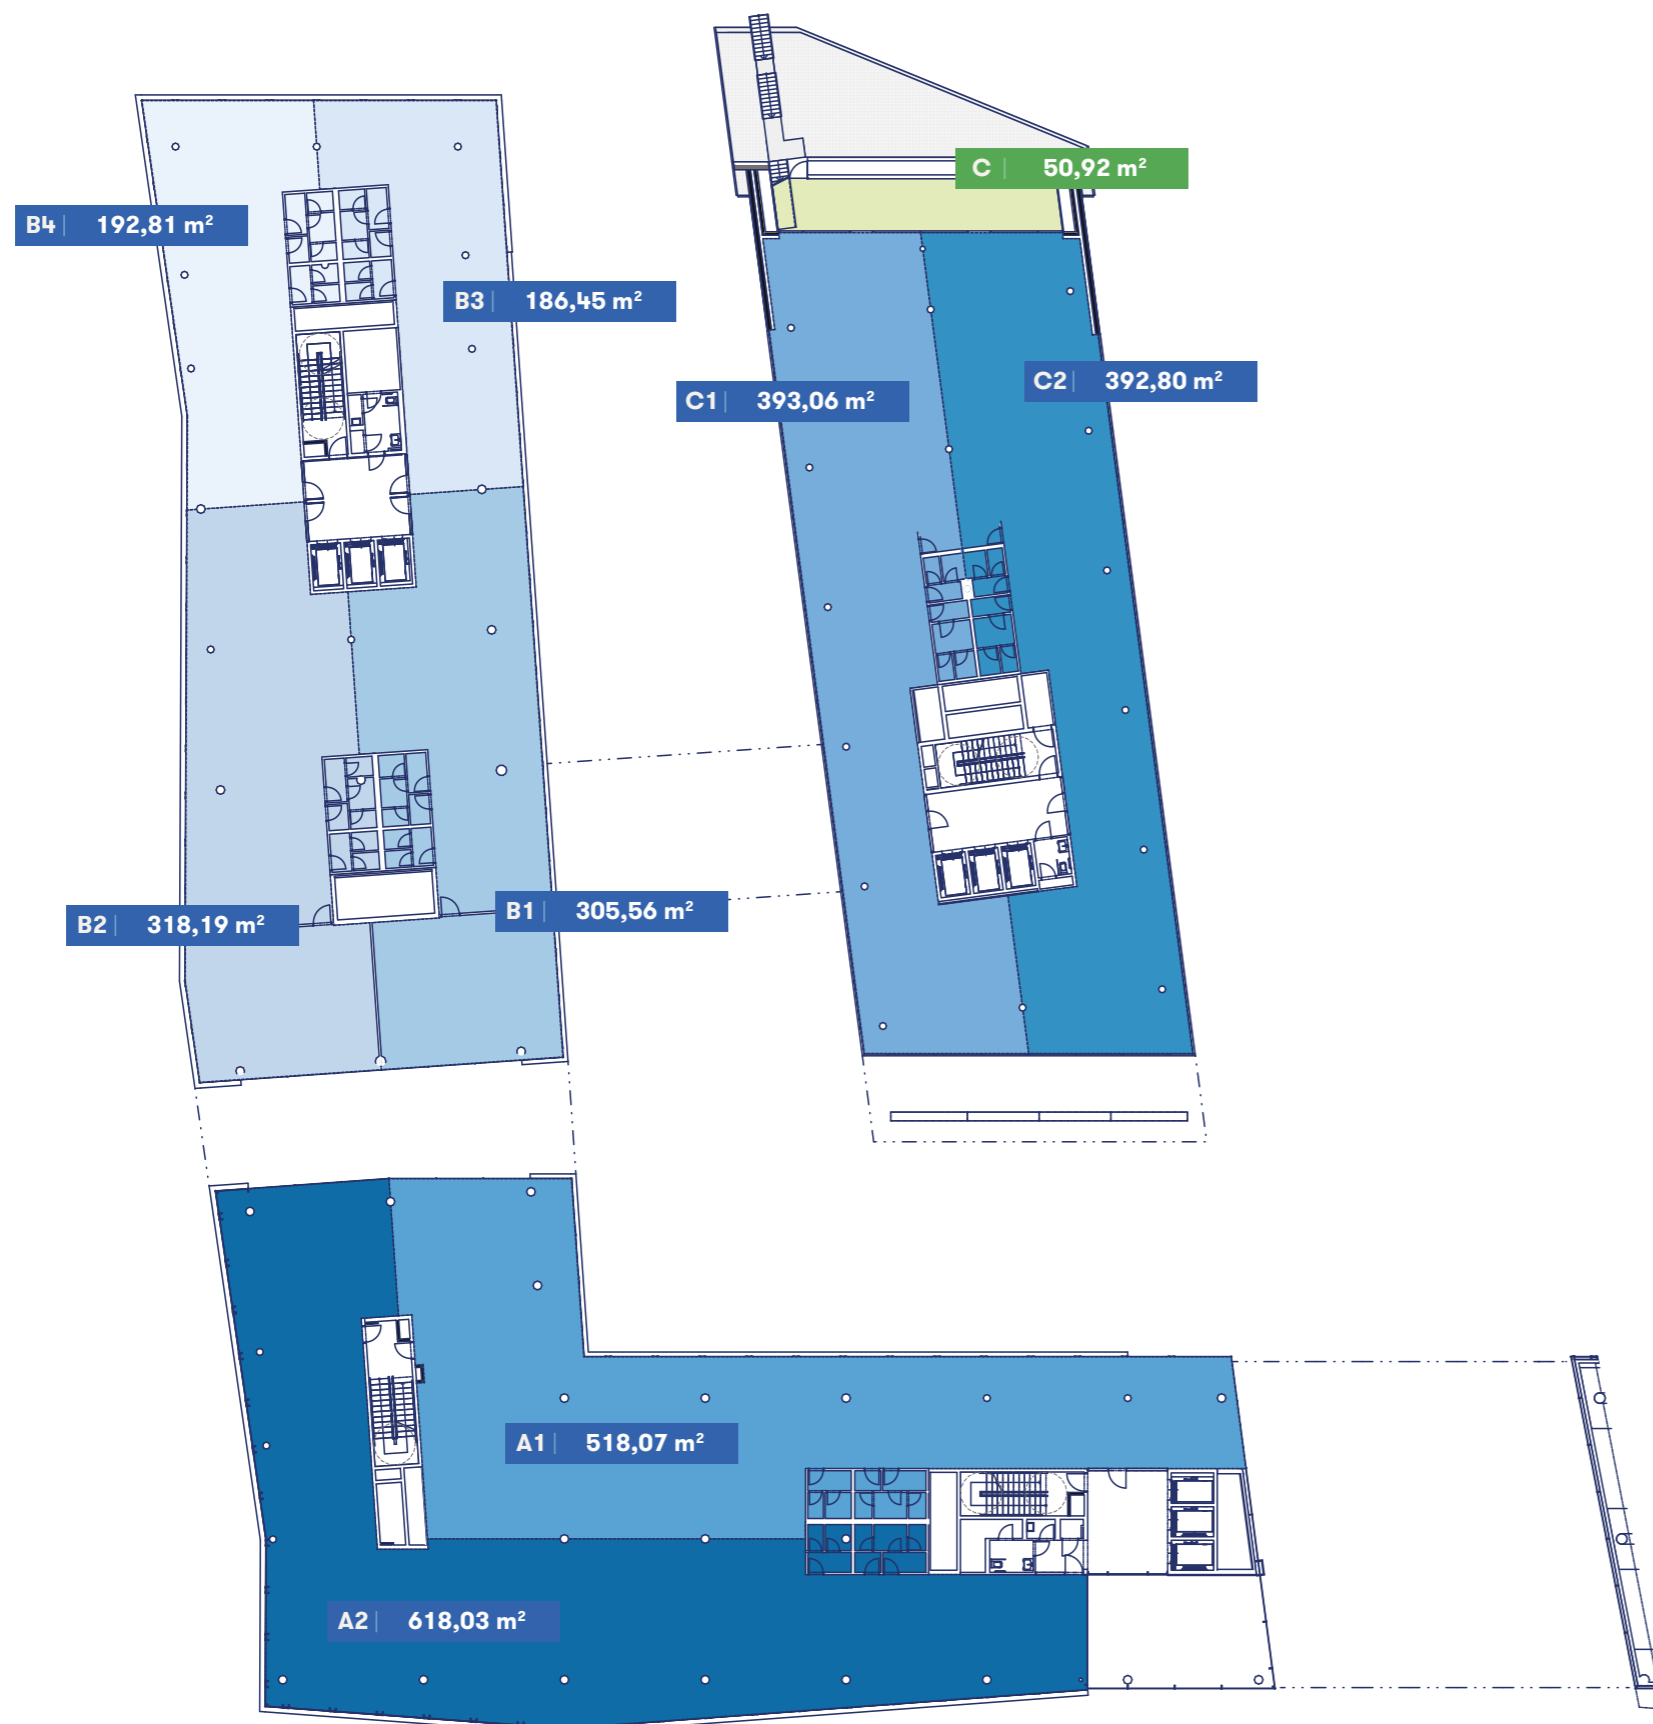 C | 50,92 m²
B4 | 192,81 m²
B3 | 186,45 m²
C2 | 392,80 m²
C1 | 393,06 m²
B1 | 305,56 m²
B2 | 318,19 m²
A1 | 518,07 m²
A2 | 618,03 m²